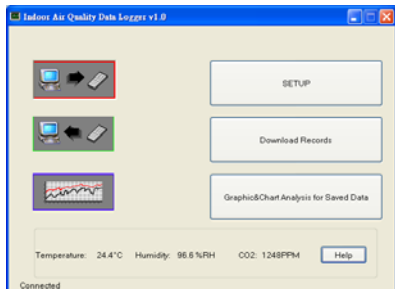 Indoor Air Quality Data Logger v1.0
SETUP
Download Records
Graphic&Chart Analysis for Saved Data
Temperature: 24.4°C Humidity: 96.6 %RH CO2: 1248PPM Help
Connected